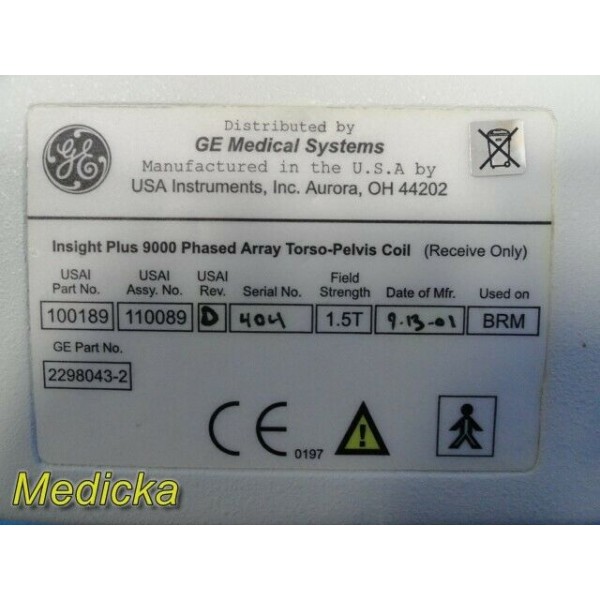 Distributed by
GE Medical Systems
Manufactured in the U.S.A by
USA Instruments, Inc. Aurora, OH 44202
GE
Insight Plus 9000 Phased Array Torso-Pelvis Coil (Receive Only)
USAI Part No. USAI Assy. No. USAI Rev. Serial No. Field Strength Date of Mfr. Used on
100189 110089 D 404 1.5T 9-13-01 BRM
GE Part No.
2298043-2
CE 0197
Medicka